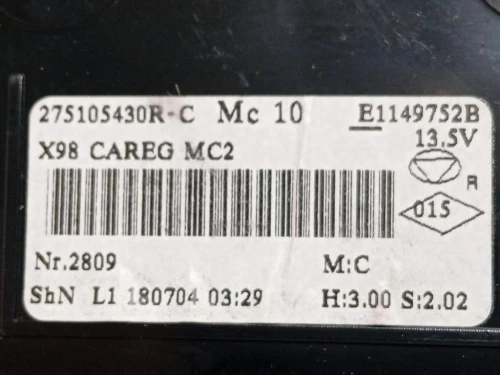 275105430R-C Mc 10 E1149752B
13,5V
X98 CAREG MC2
R
015
Nr.2809 M:C
ShN L1 180704 03:29 H:3.00 S:2.02